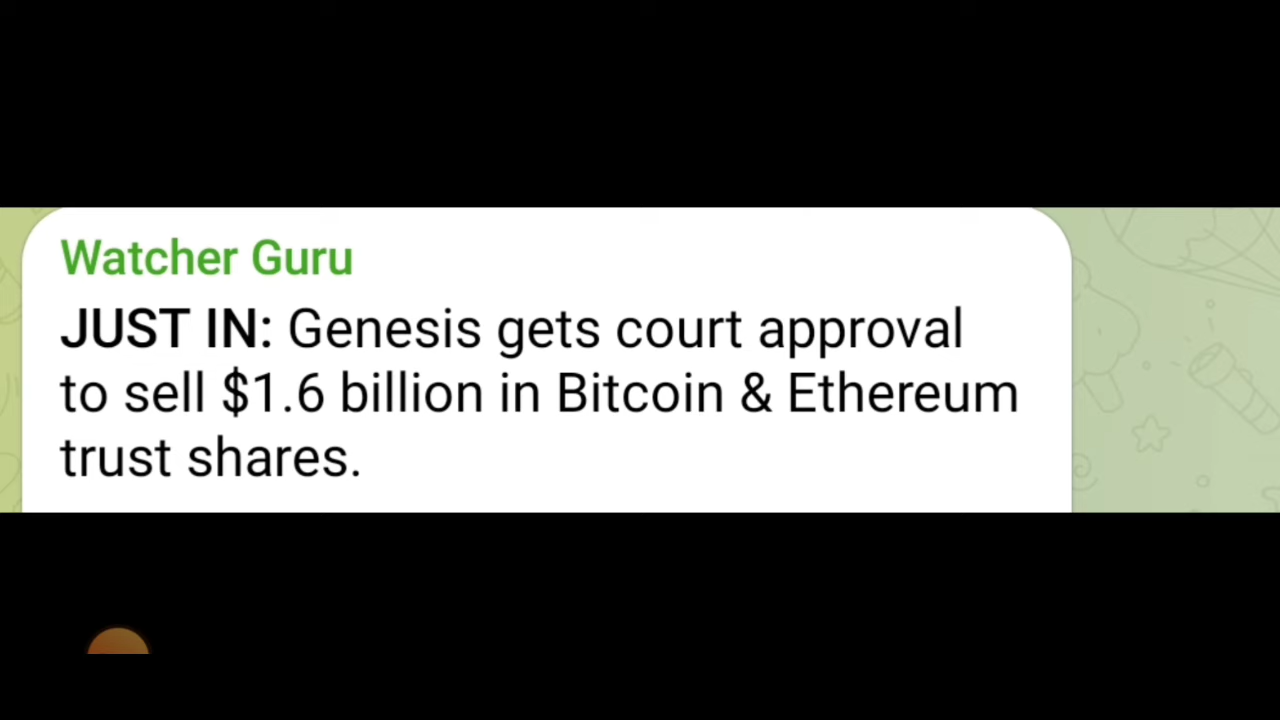 Watcher Guru
JUST IN: Genesis gets court approval
to sell $1.6 billion in Bitcoin & Ethereum
trust shares.